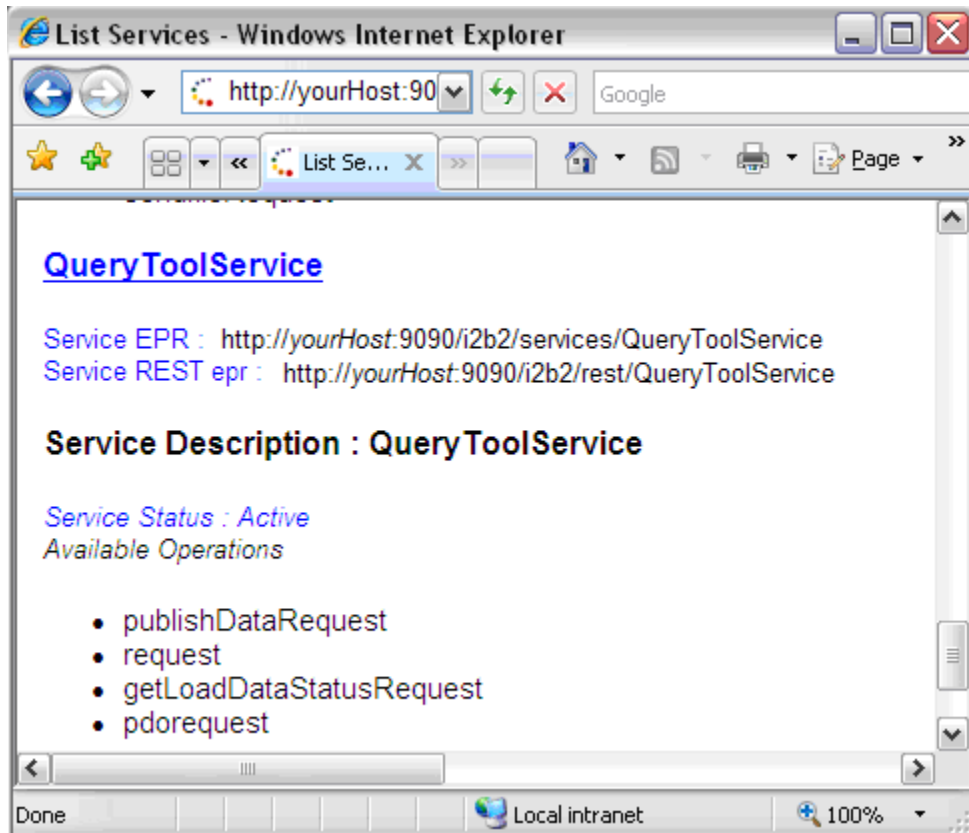 List Services - Windows Internet Explorer
http://yourHost:90
Google
List Se...
Page
QueryToolService
Service EPR : http://yourHost:9090/i2b2/services/QueryToolService
Service REST epr : http://yourHost:9090/i2b2/rest/QueryToolService
Service Description : QueryToolService
Service Status : Active
Available Operations
• publishDataRequest
• request
• getLoadDataStatusRequest
• pdorequest
Done
Local intranet
100%